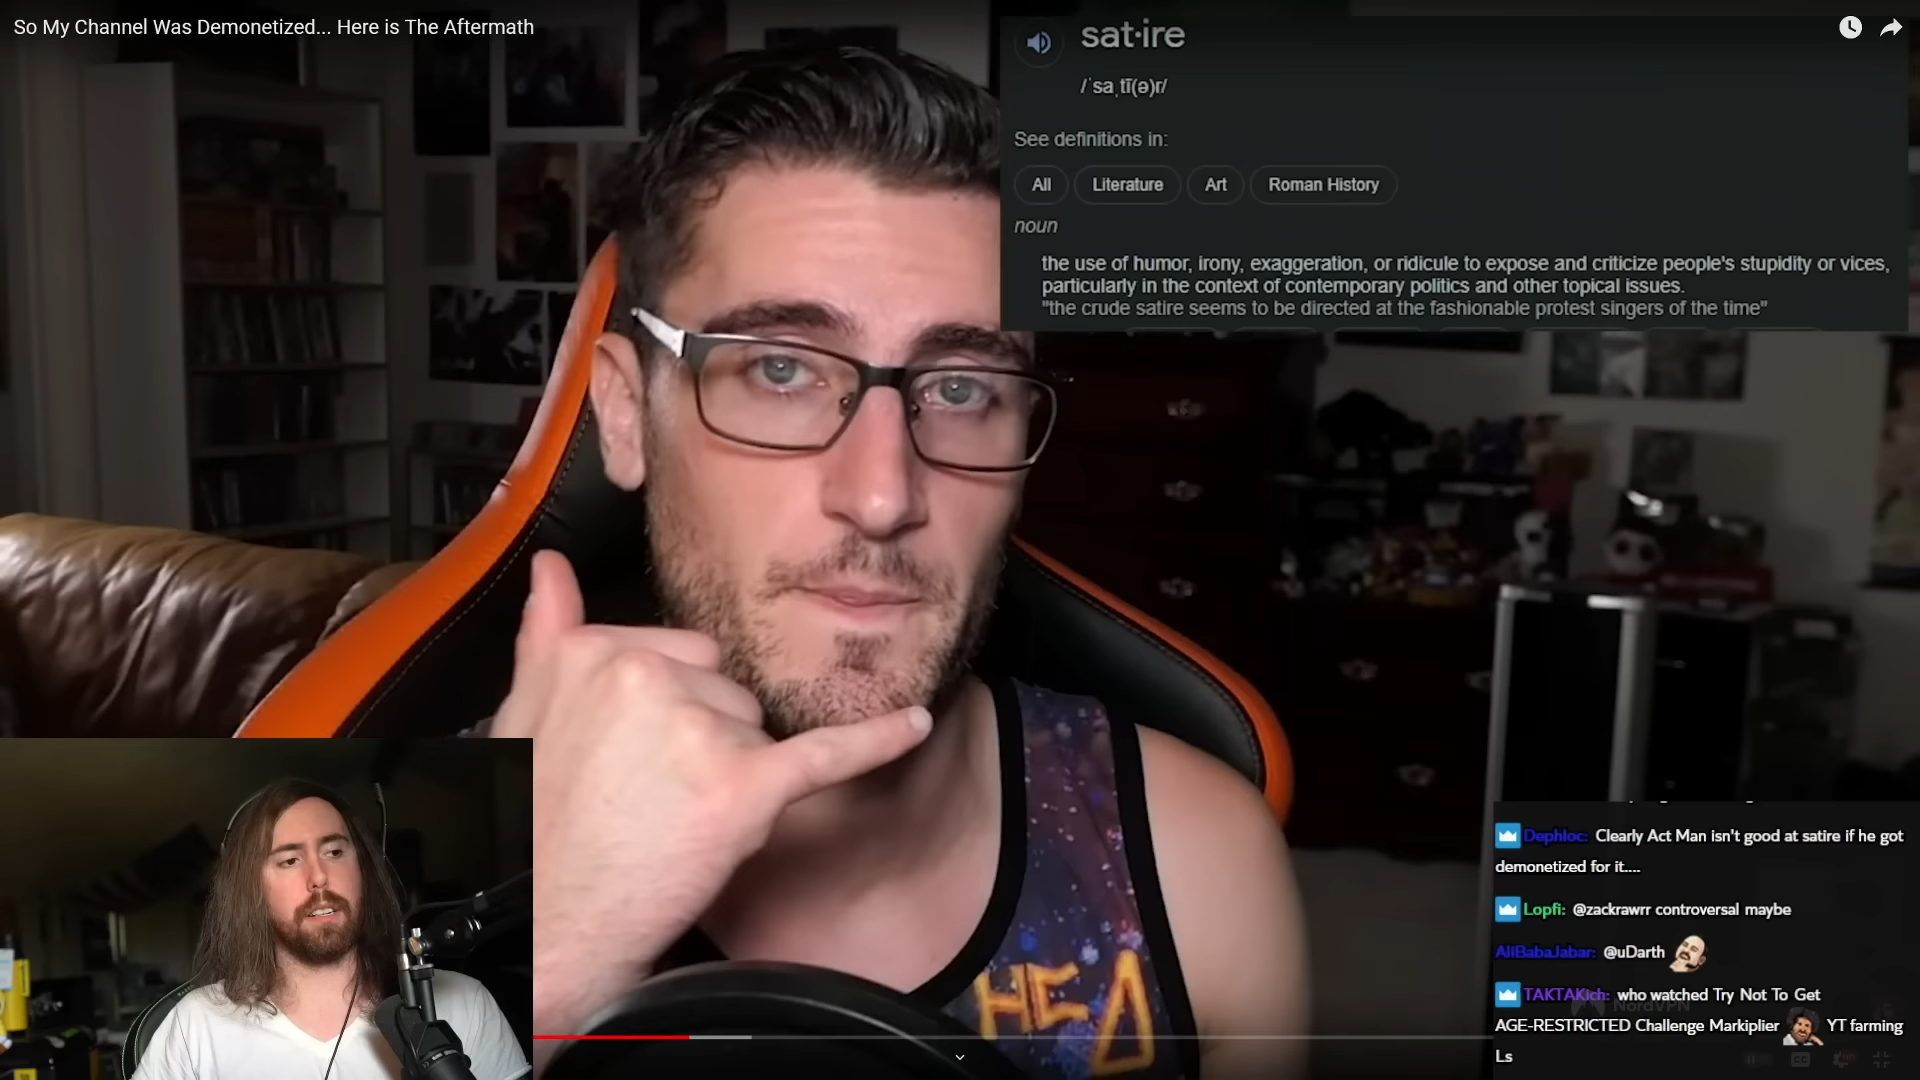 So My Channel Was Demonetized... Here is The Aftermath
sat·ire
/ˈsaˌtī(ə)r/
See definitions in:
All
Literature
Art
Roman History
noun
the use of humor, irony, exaggeration, or ridicule to expose and criticize people's stupidity or vices,
particularly in the context of contemporary politics and other topical issues.
"the crude satire seems to be directed at the fashionable protest singers of the time"
Dephloc: Clearly Act Man isn't good at satire if he got
demonetized for it....
Lopfi: @zackrawrr controversal maybe
AliBabaJabar: @uDarth
TAKTAKich: who watched Try Not To Get
NordVPN
AGE-RESTRICTED Challenge Markiplier YT farming
Ls